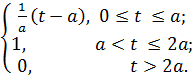 1/a (t − a), 0 ≤ t ≤ a;
1, a < t ≤ 2a;
0, t > 2a.